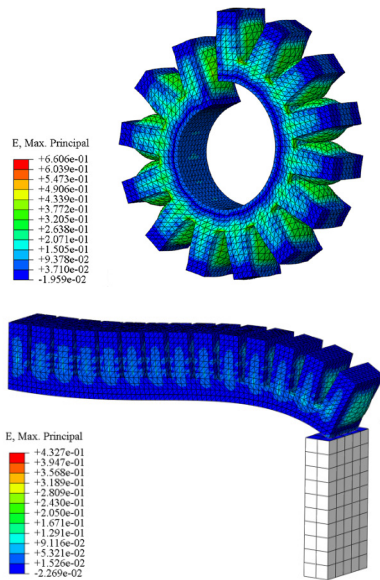 E, Max. Principal
+6.606e-01
+6.039e-01
+5.473e-01
+4.906e-01
+4.339e-01
+3.772e-01
+3.205e-01
+2.638e-01
+2.071e-01
+1.505e-01
+9.378e-02
+3.710e-02
-1.959e-02
E, Max. Principal
+4.327e-01
+3.947e-01
+3.568e-01
+3.189e-01
+2.809e-01
+2.430e-01
+2.050e-01
+1.671e-01
+1.291e-01
+9.116e-02
+5.321e-02
+1.526e-02
-2.269e-02